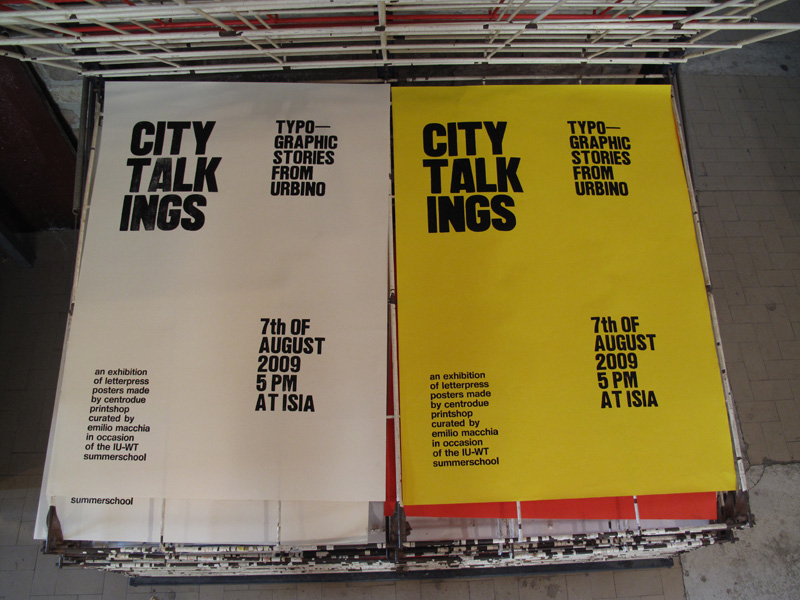 CITY
TALK
INGS
TYPO—
GRAPHIC
STORIES
FROM
URBINO
7th OF
AUGUST
2009
5 PM
AT ISIA
an exhibition
of letterpress
posters made
by centrodue
printshop
curated by
emilio macchia
in occasion
of the IU-WT
summerschool
summerschool
CITY
TALK
INGS
TYPO—
GRAPHIC
STORIES
FROM
URBINO
7th OF
AUGUST
2009
5 PM
AT ISIA
an exhibition
of letterpress
posters made
by centrodue
printshop
curated by
emilio macchia
in occasion
of the IU-WT
summerschool